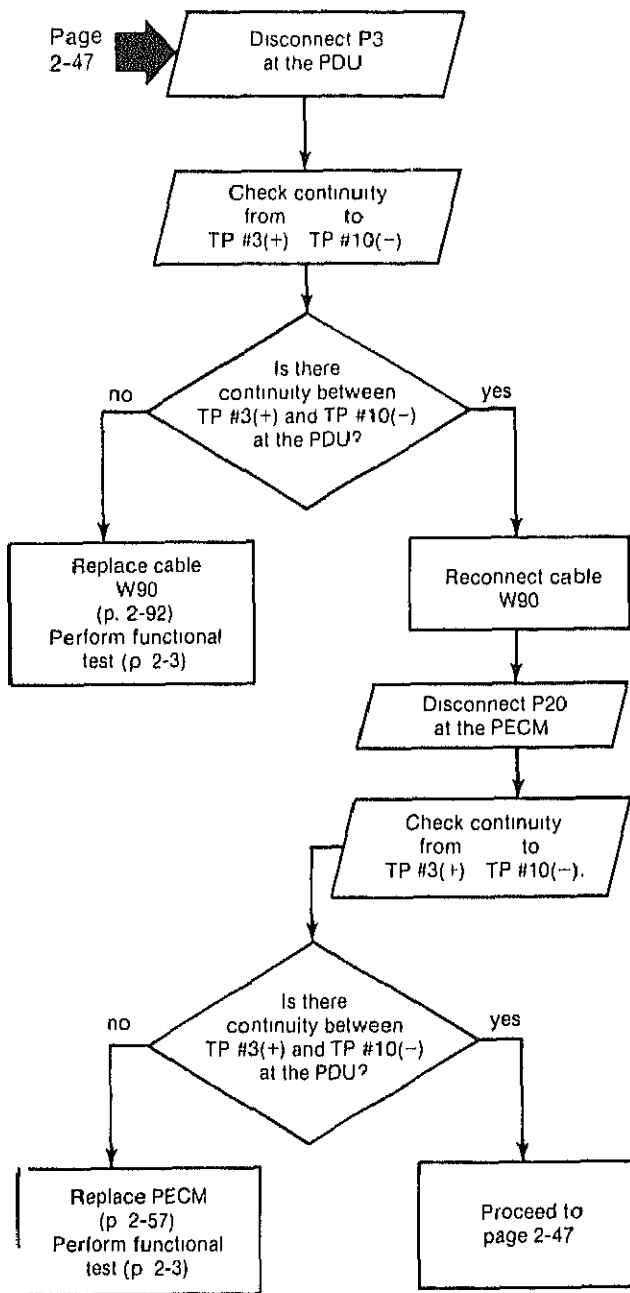 Page
2-47
Disconnect P3
at the PDU
Check continuity
from to
TP #3(+) TP #10(−)
Is there
continuity between
TP #3(+) and TP #10(−)
at the PDU?
no
yes
Replace cable
W90
(p. 2-92)
Perform functional
test (p 2-3)
Reconnect cable
W90
Disconnect P20
at the PECM
Check continuity
from to
TP #3(+) TP #10(−).
Is there
continuity between
TP #3(+) and TP #10(−)
at the PDU?
no
yes
Replace PECM
(p 2-57)
Perform functional
test (p 2-3)
Proceed to
page 2-47